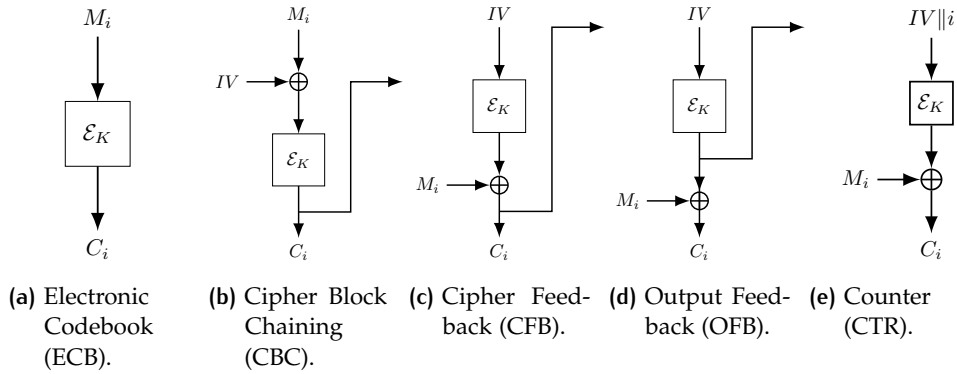 M_i
ℰ_K
C_i
(a) Electronic
Codebook
(ECB).
M_i
IV
ℰ_K
C_i
(b) Cipher Block
Chaining
(CBC).
IV
ℰ_K
M_i
C_i
(c) Cipher Feed-
back (CFB).
IV
ℰ_K
M_i
C_i
(d) Output Feed-
back (OFB).
IV∥i
ℰ_K
M_i
C_i
(e) Counter
(CTR).